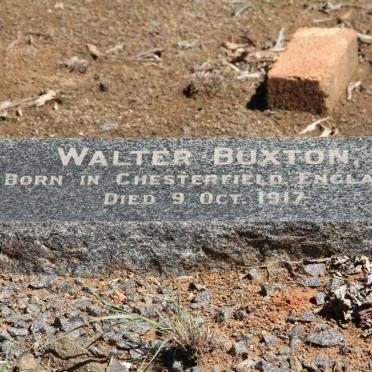 WALTER BUXTON,
BORN IN CHESTERFIELD, ENGLA
DIED 9 OCT. 1917